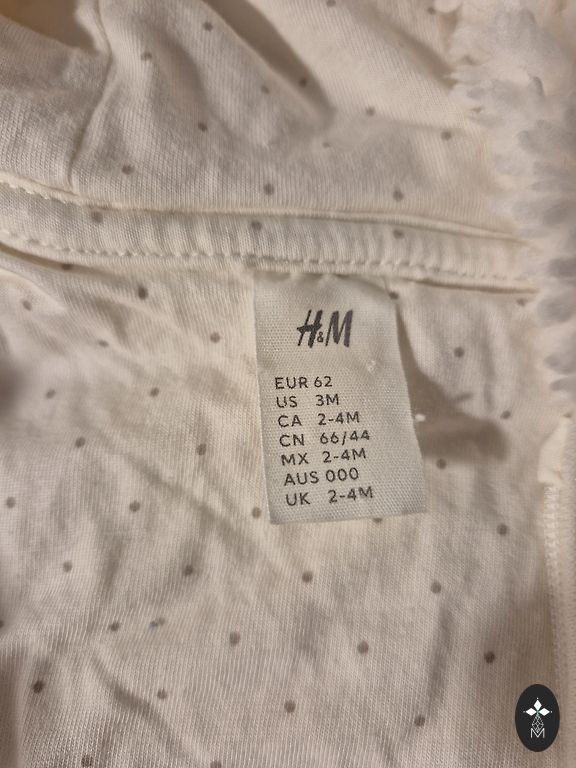 H&M
EUR 62
US 3M
CA 2-4M
CN 66/44
MX 2-4M
AUS 000
UK 2-4M
M